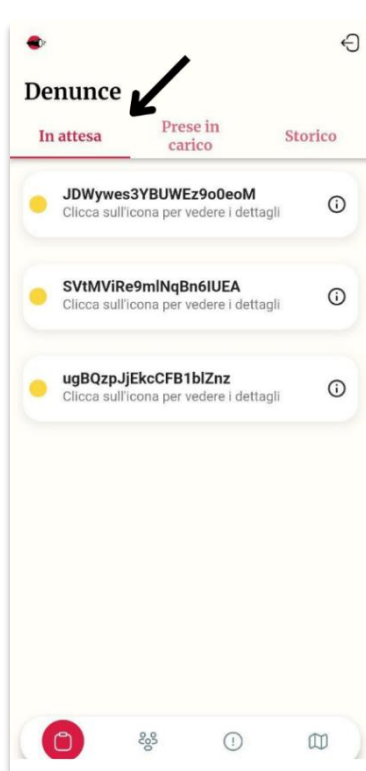 Denunce
In attesa
Prese in
carico
Storico
JDWywes3YBUWEz9o0eoM
Clicca sull'icona per vedere i dettagli
SVtMViRe9mlNqBn6IUEA
Clicca sull'icona per vedere i dettagli
ugBQzpJjEkcCFB1blZnz
Clicca sull'icona per vedere i dettagli